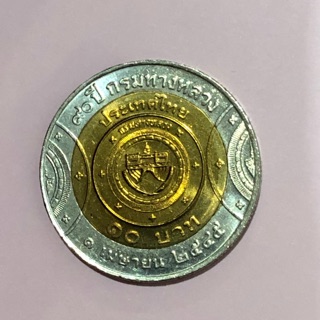 ๙๐ปี กรมทางหลวง
ประเทศไทย
๑๐ บาท
๑ เมษายน ๒๕๔๕